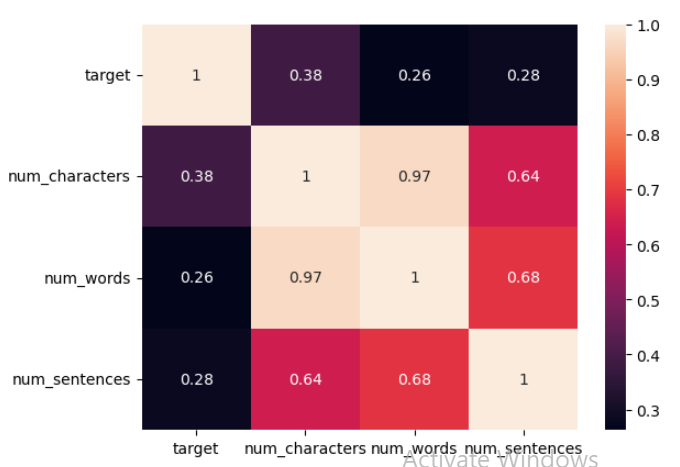 target 1 0.38 0.26 0.28
num_characters 0.38 1 0.97 0.64
num_words 0.26 0.97 1 0.68
num_sentences 0.28 0.64 0.68 1
target num_characters num_words num_sentences
1.0
0.9
0.8
0.7
0.6
0.5
0.4
0.3
Activate Windows